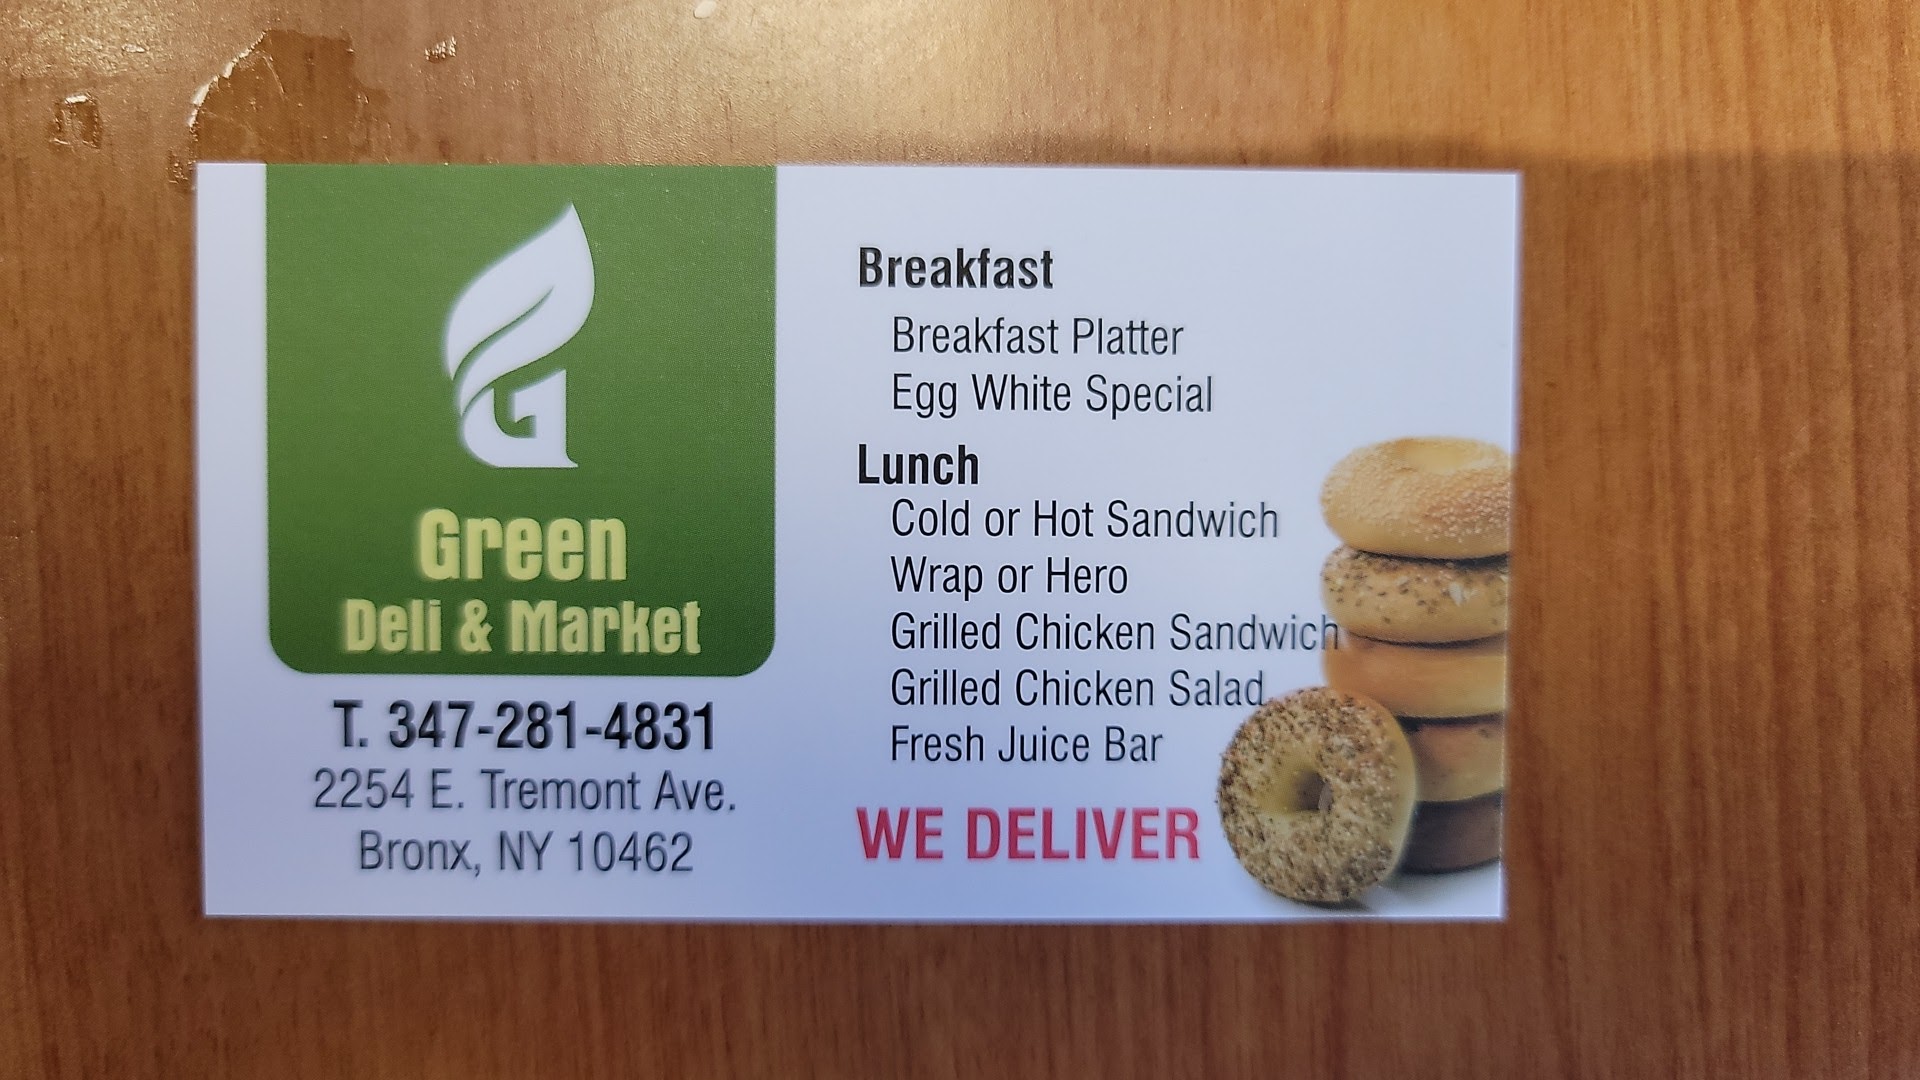 G
Green
Deli & Market
T. 347-281-4831
2254 E. Tremont Ave.
Bronx, NY 10462
Breakfast
Breakfast Platter
Egg White Special
Lunch
Cold or Hot Sandwich
Wrap or Hero
Grilled Chicken Sandwich
Grilled Chicken Salad
Fresh Juice Bar
WE DELIVER